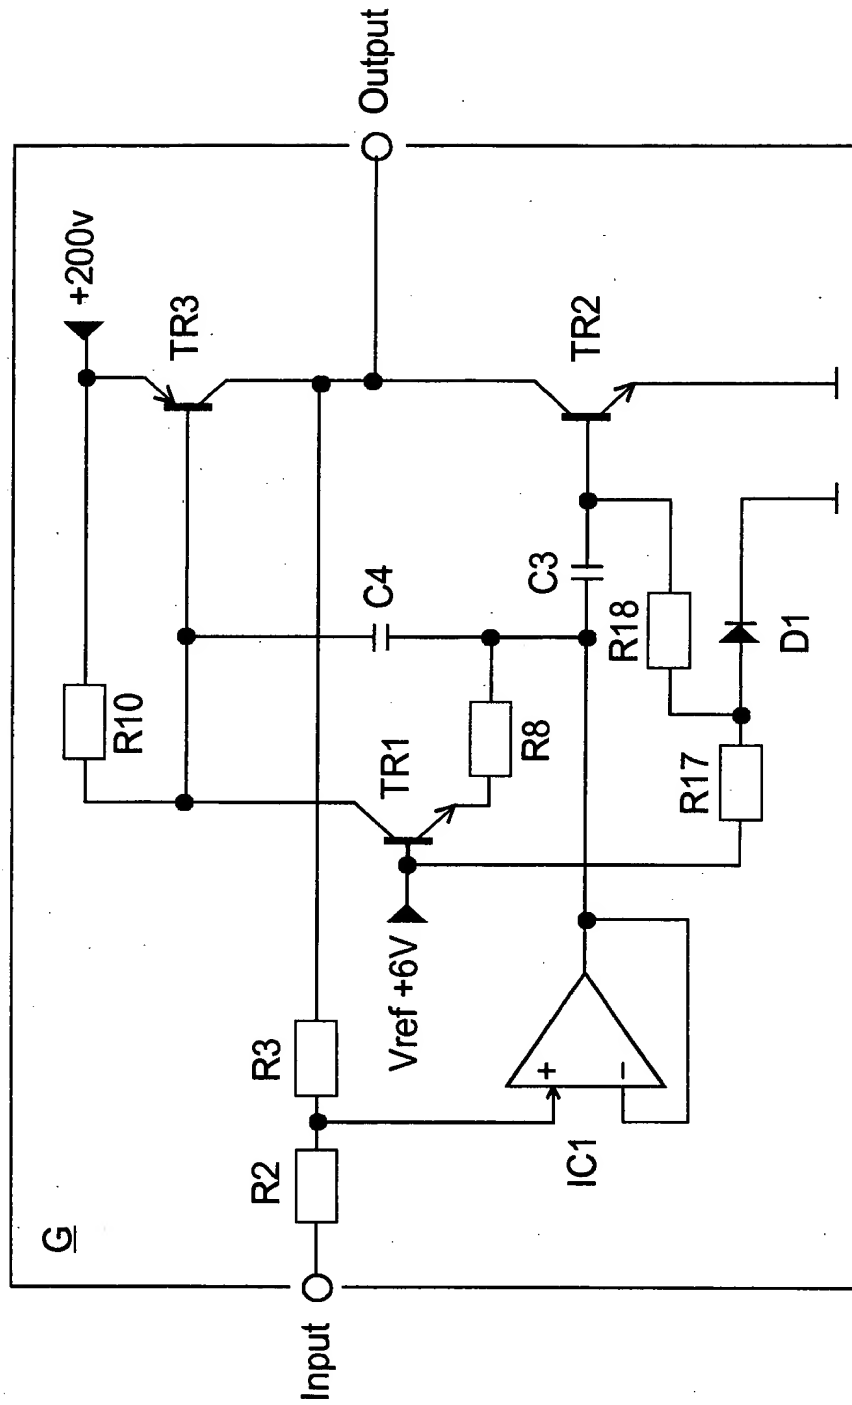 G
Input
Output
+200v
R10
TR3
C4
R2
R3
TR1
Vref +6V
R8
C3
TR2
IC1
+
−
R18
R17
D1